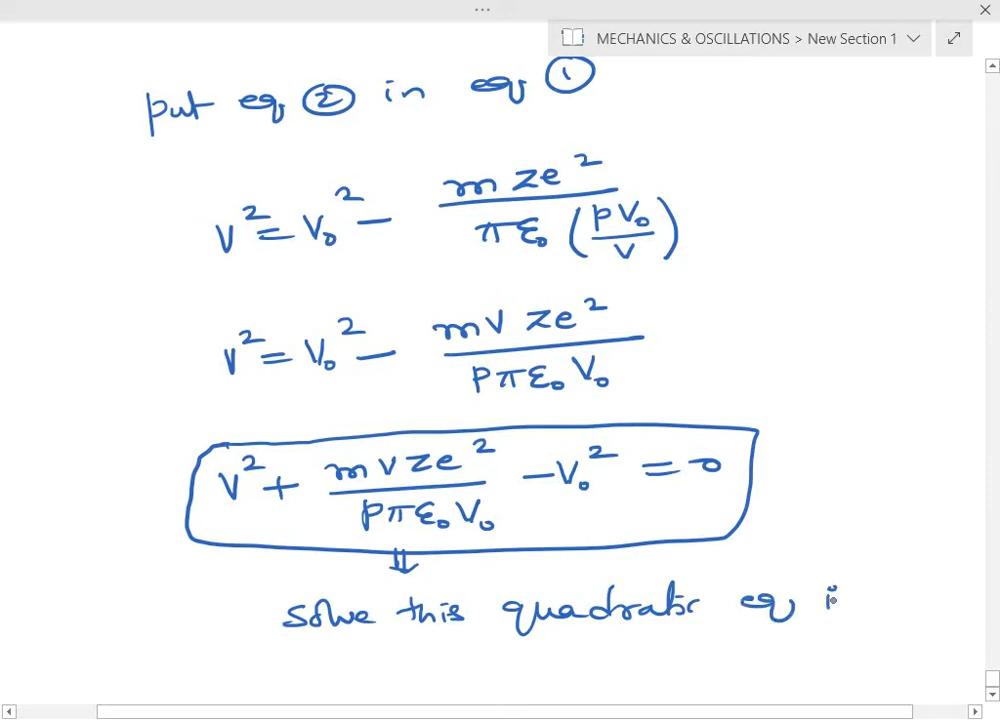 MECHANICS & OSCILLATIONS > New Section 1
put eq ② in eq ①
V² = V₀² − mze² / πε₀ (pV₀ / V)
V² = V₀² − mvze² / pπε₀V₀
V² + mvze² / pπε₀V₀ − V₀² = 0
⇓
solve this quadratic eq i